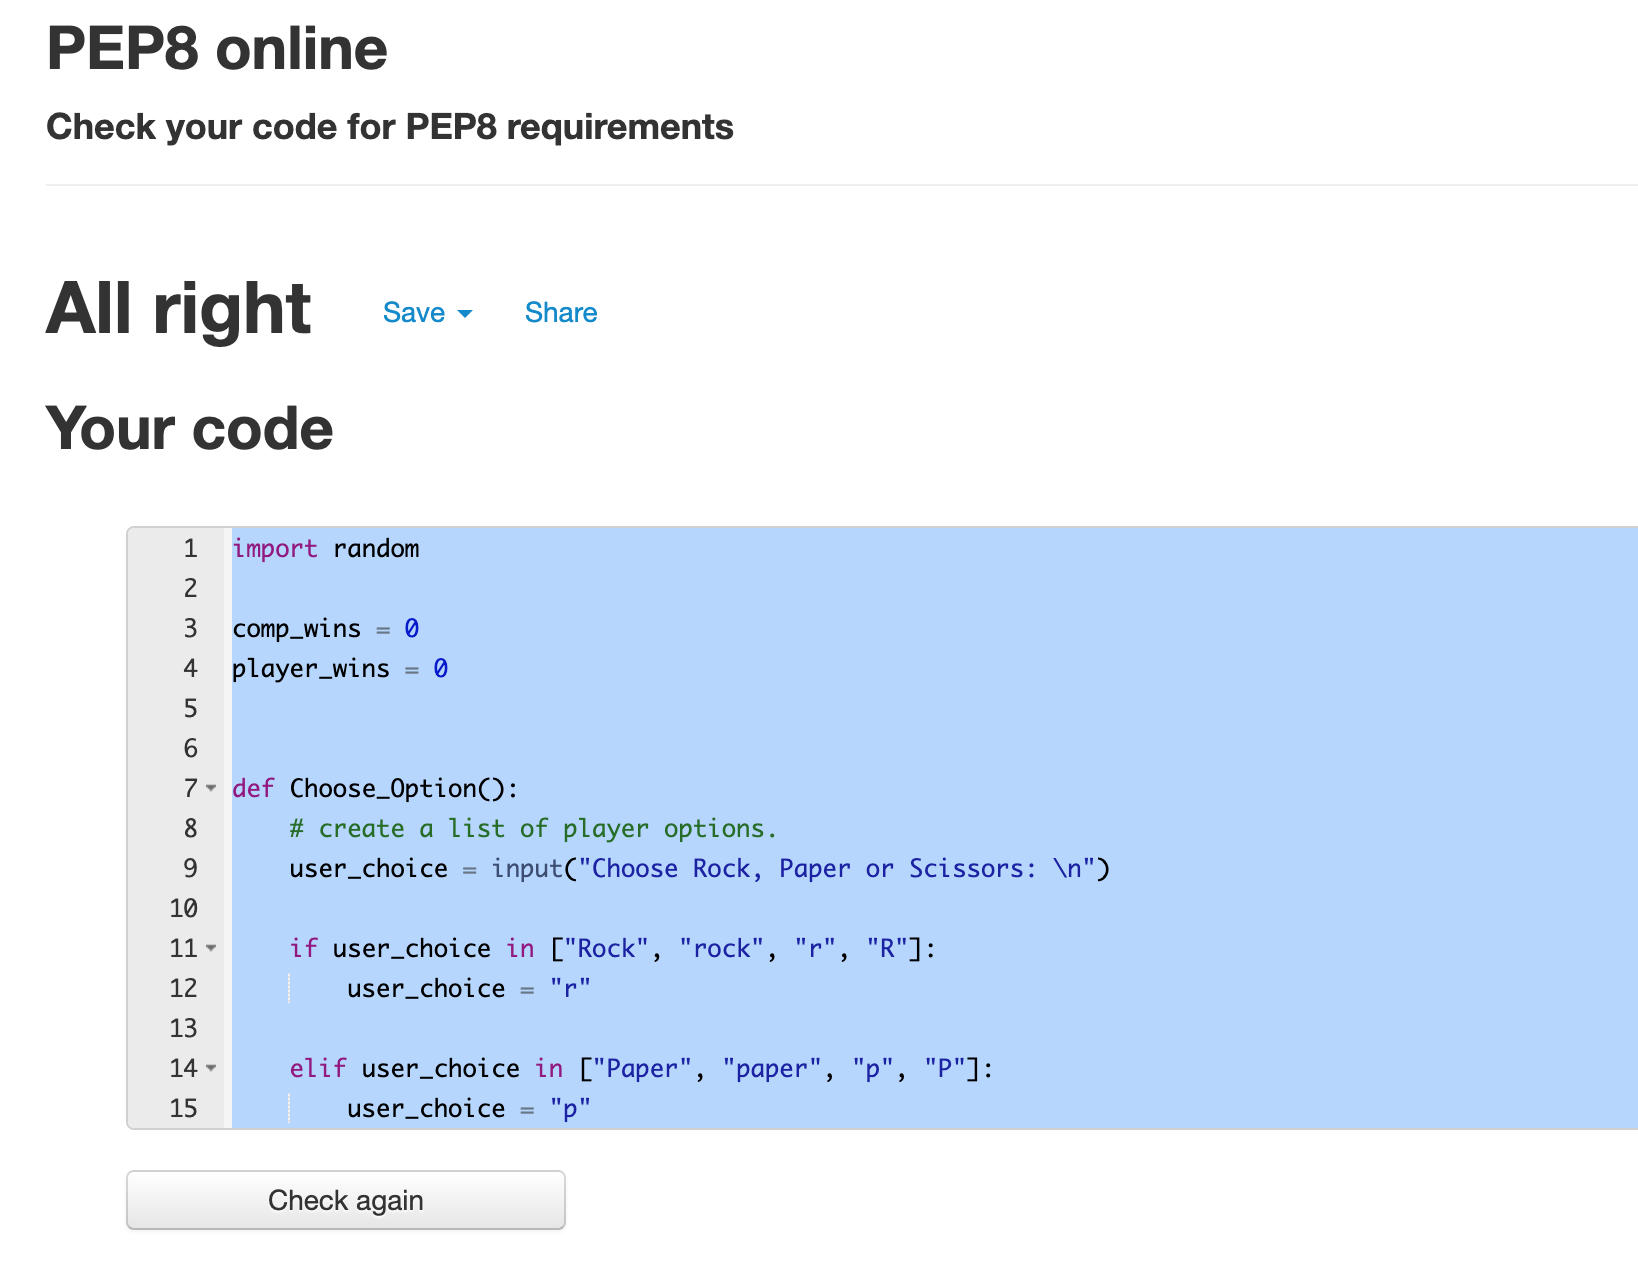 PEP8 online
Check your code for PEP8 requirements
All right Save Share
Your code
1 import random
2
3 comp_wins = 0
4 player_wins = 0
5
6
7 def Choose_Option():
8     # create a list of player options.
9     user_choice = input("Choose Rock, Paper or Scissors: \n")
10
11     if user_choice in ["Rock", "rock", "r", "R"]:
12         user_choice = "r"
13
14     elif user_choice in ["Paper", "paper", "p", "P"]:
15         user_choice = "p"
Check again